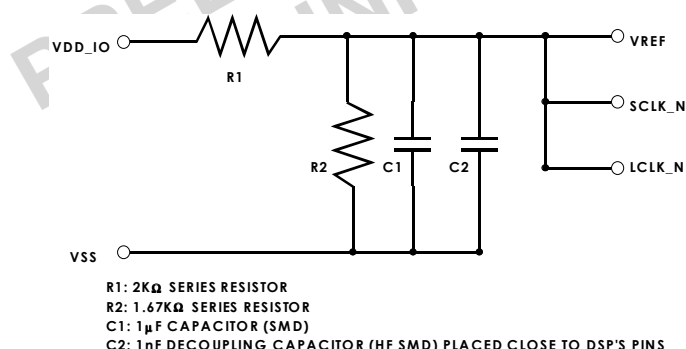 VDD_IO
R1
VREF
SCLK_N
R2
C1
C2
LCLK_N
VSS
R1: 2KΩ SERIES RESISTOR
R2: 1.67KΩ SERIES RESISTOR
C1: 1µF CAPACITOR (SMD)
C2: 1nF DECOUPLING CAPACITOR (HF SMD) PLACED CLOSE TO DSP'S PINS